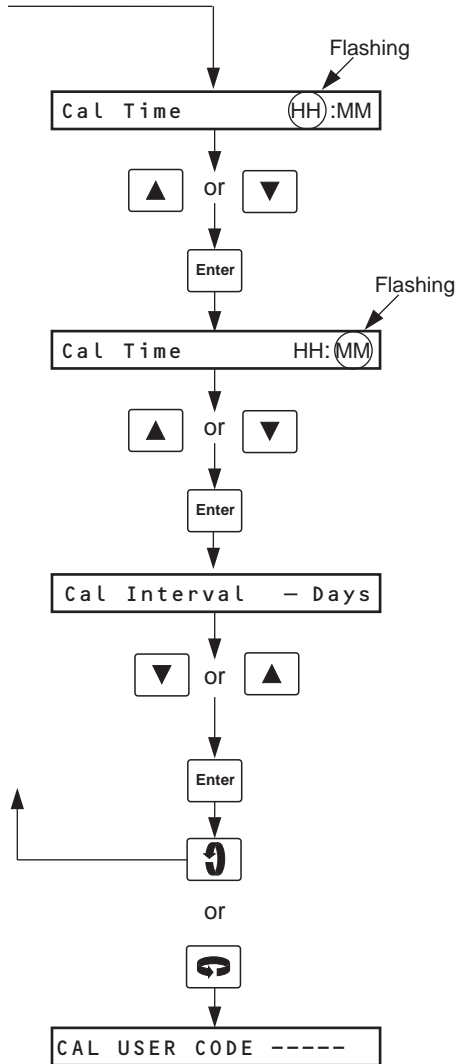 Flashing
Cal Time HH:MM
▲ or ▼
Enter
Flashing
Cal Time HH:MM
▲ or ▼
Enter
Cal Interval – Days
▼ or ▲
Enter
or
CAL USER CODE -----